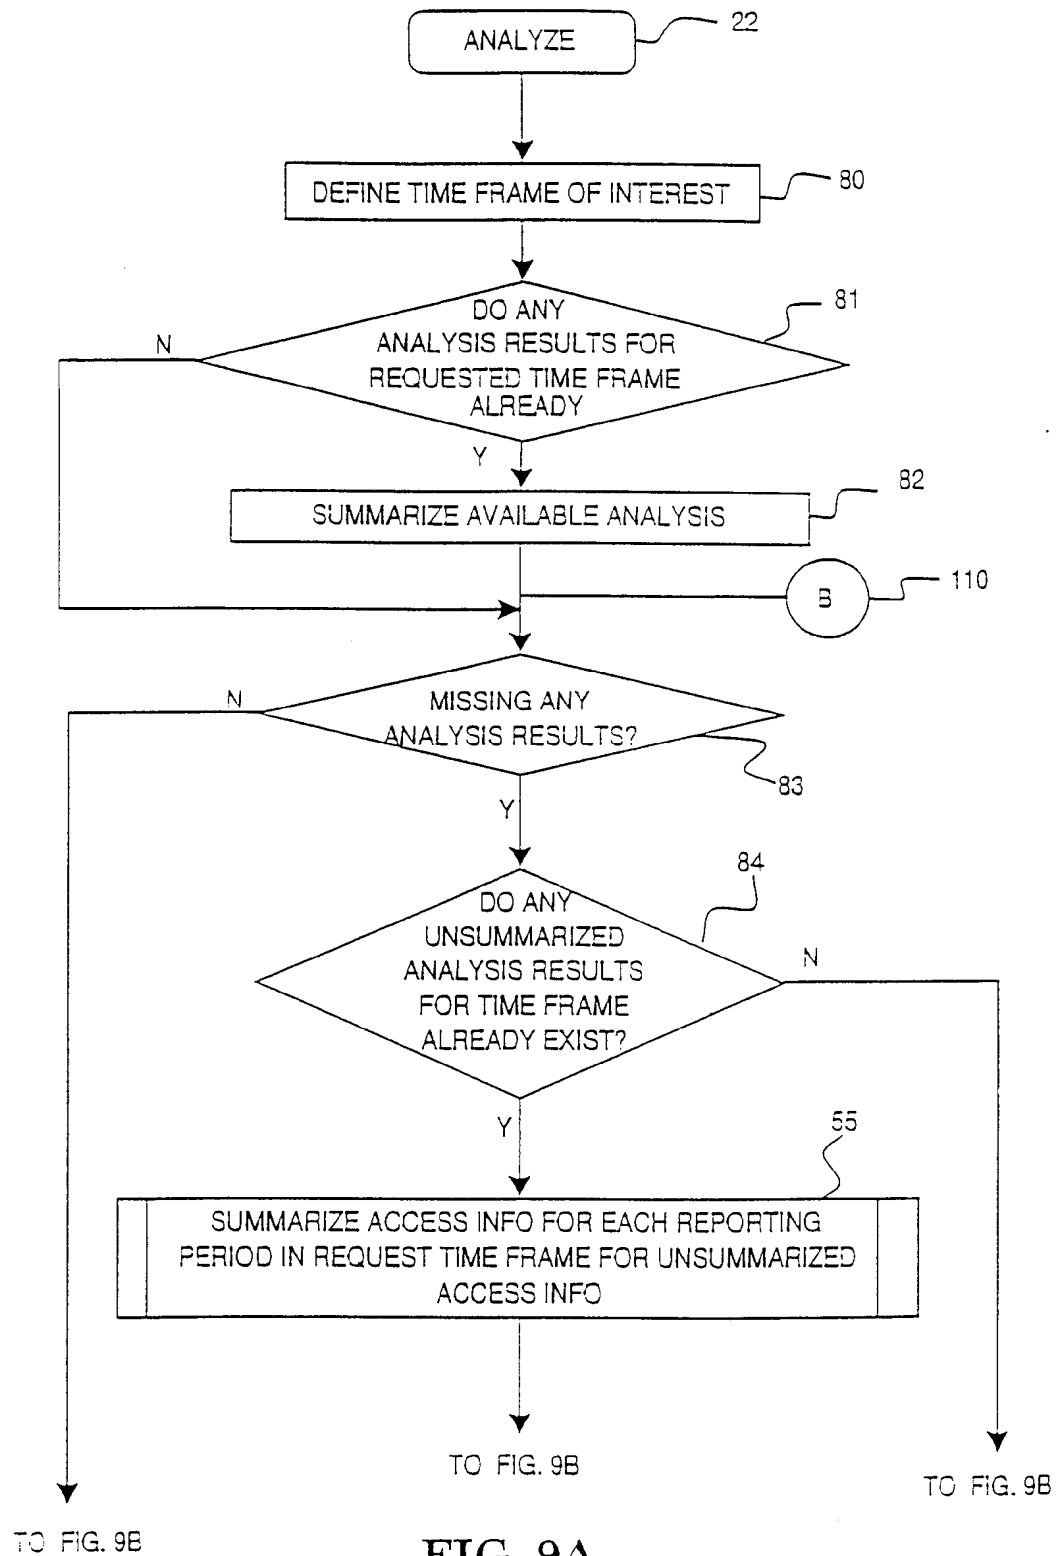 ANALYZE
22
DEFINE TIME FRAME OF INTEREST
80
DO ANY
ANALYSIS RESULTS FOR
REQUESTED TIME FRAME
ALREADY
81
N
Y
SUMMARIZE AVAILABLE ANALYSIS
82
B
110
MISSING ANY
ANALYSIS RESULTS?
N
83
Y
84
DO ANY
UNSUMMARIZED
ANALYSIS RESULTS
FOR TIME FRAME
ALREADY EXIST?
N
Y
55
SUMMARIZE ACCESS INFO FOR EACH REPORTING
PERIOD IN REQUEST TIME FRAME FOR UNSUMMARIZED
ACCESS INFO
TO FIG. 9B
TO FIG. 9B
TO FIG. 9B
FIG. 9A